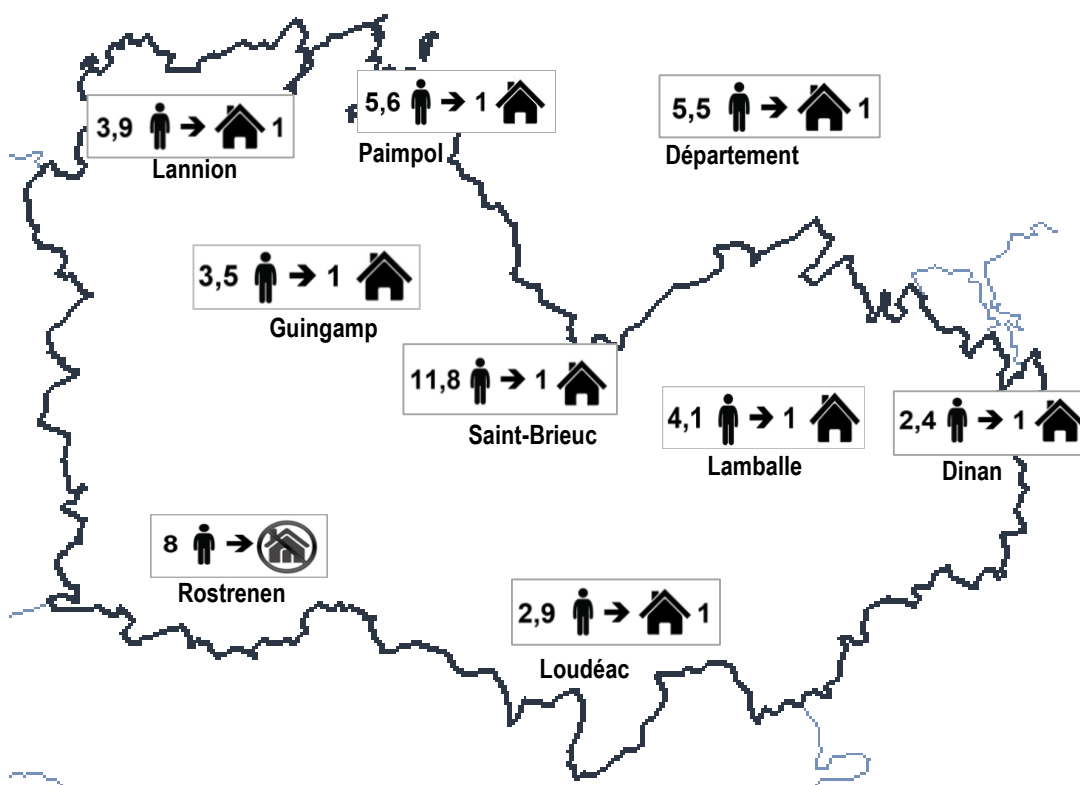 3,9 ➔ 1
Lannion
5,6 ➔ 1
Paimpol
5,5 ➔ 1
Département
3,5 ➔ 1
Guingamp
11,8 ➔ 1
Saint-Brieuc
4,1 ➔ 1
Lamballe
2,4 ➔ 1
Dinan
8 ➔
Rostrenen
2,9 ➔ 1
Loudéac